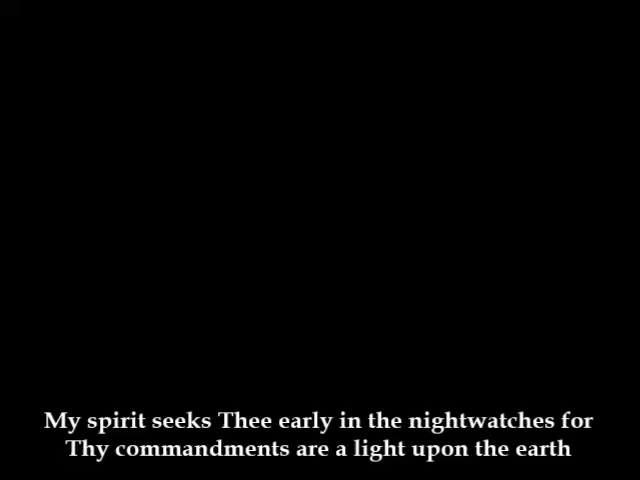 My spirit seeks Thee early in the nightwatches for
Thy commandments are a light upon the earth